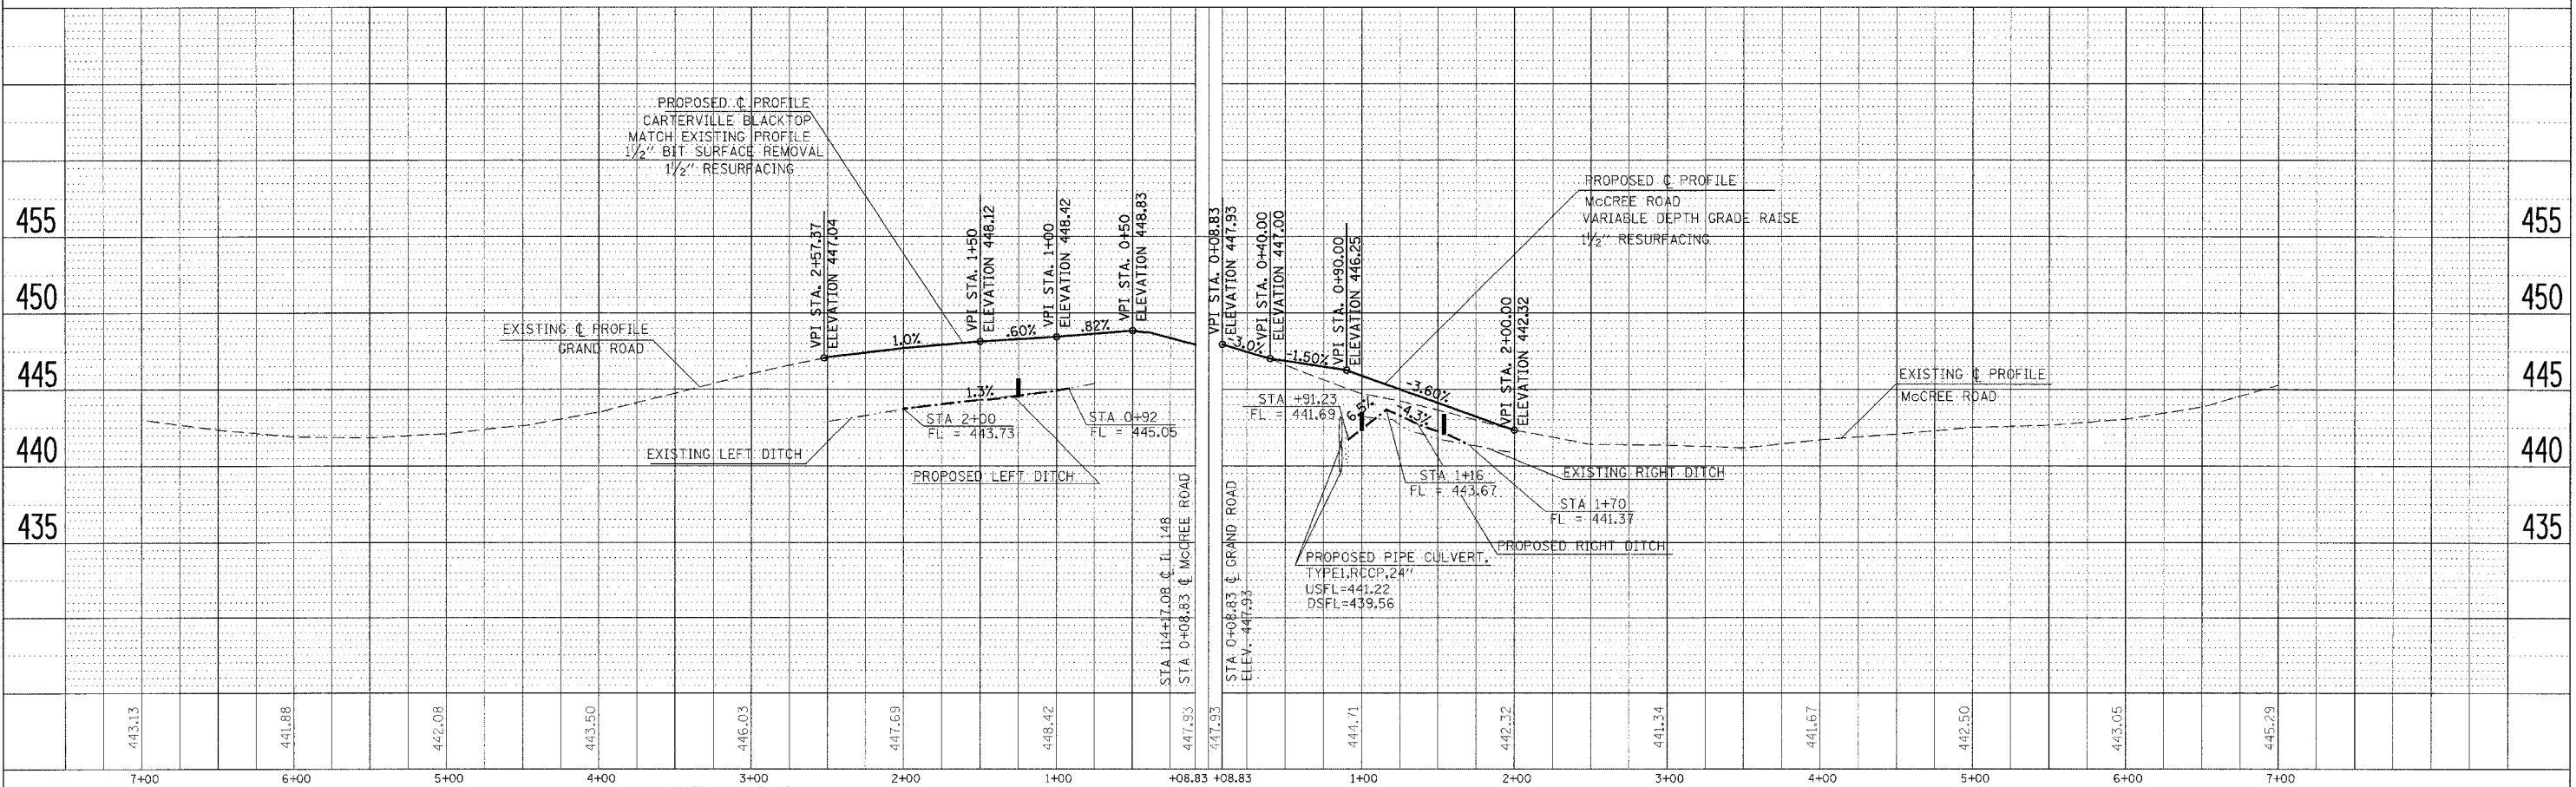 PROPOSED ℄ PROFILE
CARTERVILLE BLACKTOP
MATCH EXISTING PROFILE
1½" BIT SURFACE REMOVAL
1½" RESURFACING
PROPOSED ℄ PROFILE
McCREE ROAD
VARIABLE DEPTH GRADE RAISE
1½" RESURFACING
455
450
445
440
435
455
450
445
440
435
EXISTING ℄ PROFILE
GRAND ROAD
VPI STA. 2+57.37
ELEVATION 447.04
1.0%
VPI STA. 1+50
ELEVATION 448.12
.60%
VPI STA. 1+00
ELEVATION 448.42
.82%
VPI STA. 0+50
ELEVATION 448.83
VPI STA. 0+08.83
ELEVATION 447.93
-3.0%
VPI STA. 0+40.00
ELEVATION 447.00
-1.50%
VPI STA. 0+90.00
ELEVATION 446.25
-3.60%
VPI STA. 2+00.00
ELEVATION 442.32
EXISTING ℄ PROFILE
McCREE ROAD
1.3%
STA 2+00
FL = 443.73
STA 0+92
FL = 445.05
EXISTING LEFT DITCH
PROPOSED LEFT DITCH
STA +91.23
FL = 441.69
6.5%
-4.3%
STA 1+16
FL = 443.67
EXISTING RIGHT DITCH
STA 1+70
FL = 441.37
PROPOSED RIGHT DITCH
PROPOSED PIPE CULVERT,
TYPE1,RCCP,24"
USFL=441.22
DSFL=439.56
STA 114+17.08 ℄ IL 148
STA 0+08.83 ℄ McCREE ROAD
STA 0+08.83 ℄ GRAND ROAD
ELEV. 447.93
443.13
441.88
442.08
443.50
446.03
447.69
448.42
447.93
447.93
444.71
442.32
441.34
441.67
442.50
443.05
445.29
7+00
6+00
5+00
4+00
3+00
2+00
1+00
+08.83
+08.83
1+00
2+00
3+00
4+00
5+00
6+00
7+00